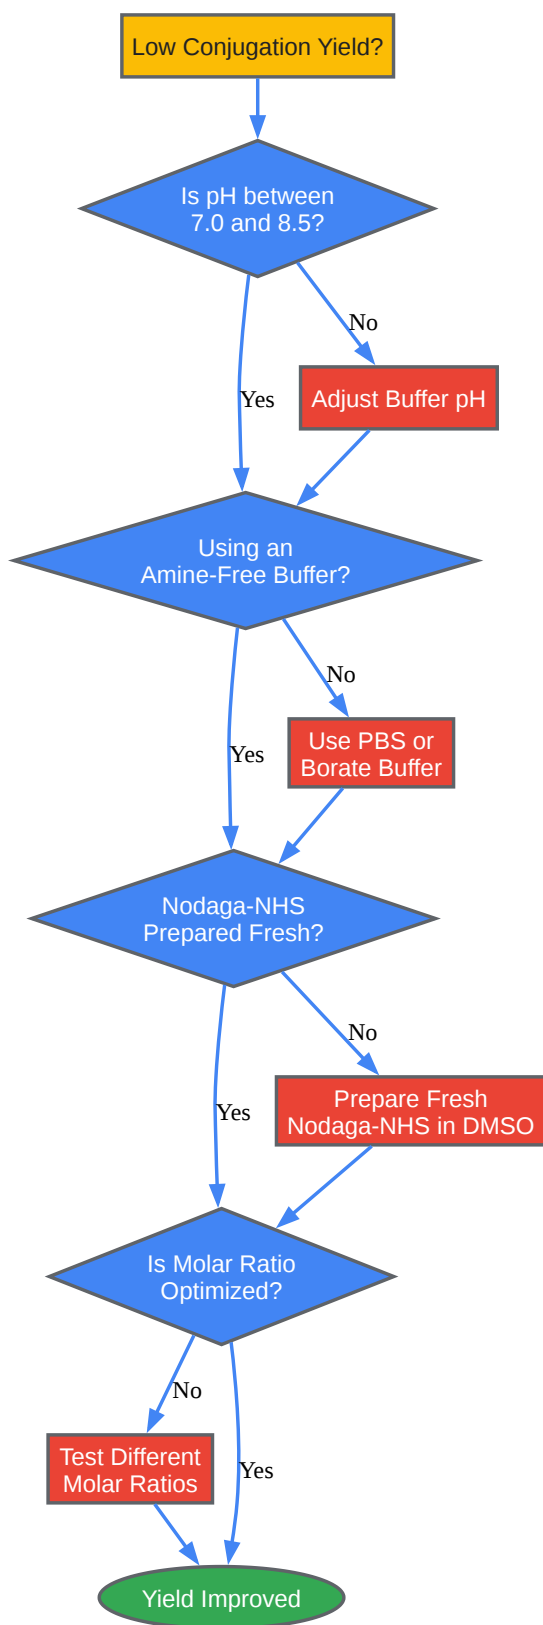 Low Conjugation Yield?
Is pH between
7.0 and 8.5?
No
Adjust Buffer pH
Yes
Using an
Amine-Free Buffer?
No
Use PBS or
Borate Buffer
Yes
Nodaga-NHS
Prepared Fresh?
No
Prepare Fresh
Nodaga-NHS in DMSO
Yes
Is Molar Ratio
Optimized?
No
Test Different
Molar Ratios
Yes
Yield Improved